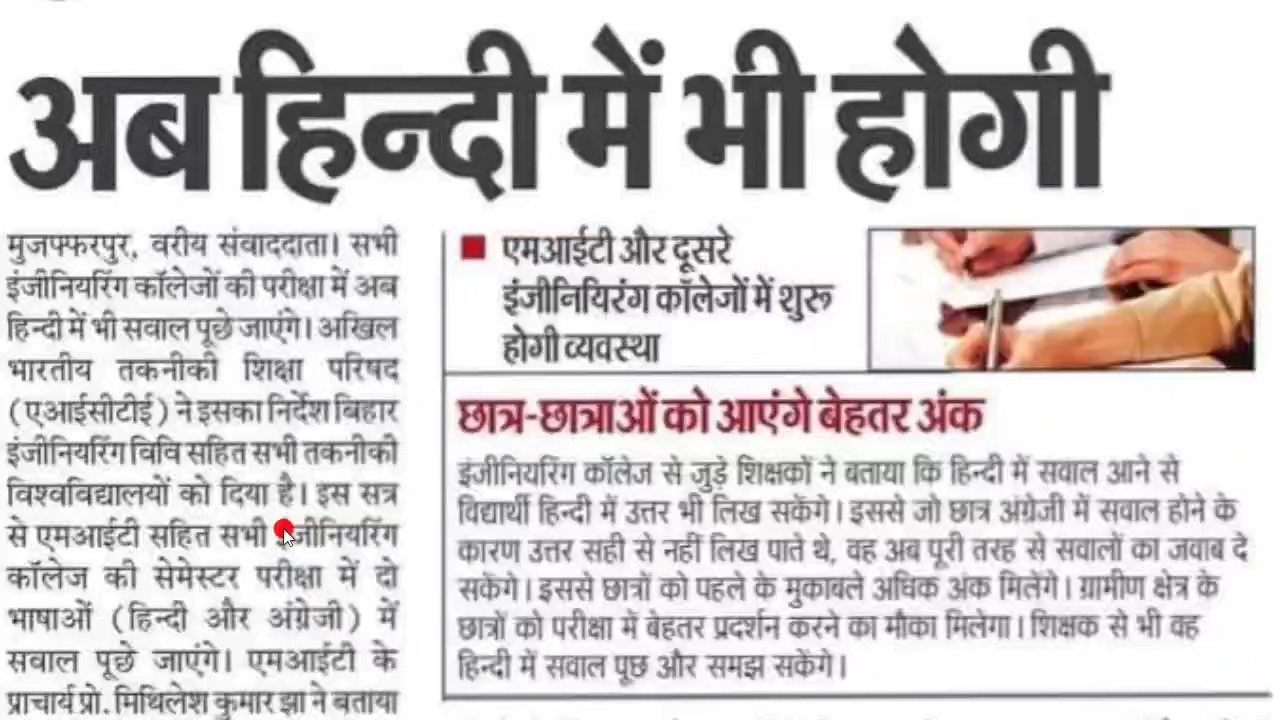 अब हिन्दी में भी होगी
मुजफ्फरपुर, वरीय संवाददाता। सभी
इंजीनियरिंग कॉलेजों की परीक्षा में अब
हिन्दी में भी सवाल पूछे जाएंगे। अखिल
भारतीय तकनीकी शिक्षा परिषद
(एआईसीटीई) ने इसका निर्देश बिहार
इंजीनियरिंग विवि सहित सभी तकनीकी
विश्वविद्यालयों को दिया है। इस सत्र
से एमआईटी सहित सभी इंजीनियरिंग
कॉलेज की सेमेस्टर परीक्षा में दो
भाषाओं (हिन्दी और अंग्रेजी) में
सवाल पूछे जाएंगे। एमआईटी के
प्राचार्य प्रो. मिथिलेश कुमार झा ने बताया
एमआईटी और दूसरे
इंजीनियिरंग कॉलेजों में शुरू
होगी व्यवस्था
छात्र-छात्राओं को आएंगे बेहतर अंक
इंजीनियरिंग कॉलेज से जुड़े शिक्षकों ने बताया कि हिन्दी में सवाल आने से
विद्यार्थी हिन्दी में उत्तर भी लिख सकेंगे। इससे जो छात्र अंग्रेजी में सवाल होने के
कारण उत्तर सही से नहीं लिख पाते थे, वह अब पूरी तरह से सवालों का जवाब दे
सकेंगे। इससे छात्रों को पहले के मुकाबले अधिक अंक मिलेंगे। ग्रामीण क्षेत्र के
छात्रों को परीक्षा में बेहतर प्रदर्शन करने का मौका मिलेगा। शिक्षक से भी वह
हिन्दी में सवाल पूछ और समझ सकेंगे।